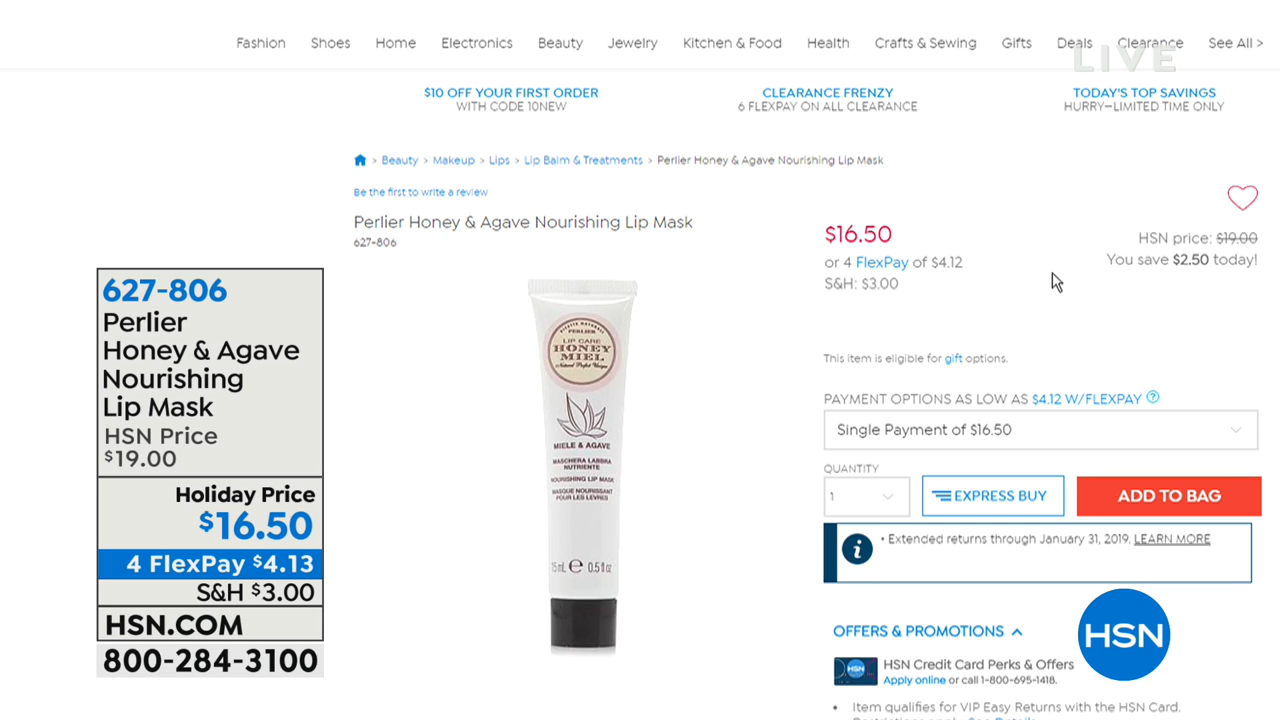 Fashion Shoes Home Electronics Beauty Jewelry Kitchen & Food Health Crafts & Sewing Gifts Deals Clearance See All >
LIVE
$10 OFF YOUR FIRST ORDER
WITH CODE 10NEW
CLEARANCE FRENZY
6 FLEXPAY ON ALL CLEARANCE
TODAY'S TOP SAVINGS
HURRY—LIMITED TIME ONLY
> Beauty > Makeup > Lips > Lip Balm & Treatments > Perlier Honey & Agave Nourishing Lip Mask
Be the first to write a review
Perlier Honey & Agave Nourishing Lip Mask
627-806
$16.50
or 4 FlexPay of $4.12
S&H: $3.00
HSN price: $19.00
You save $2.50 today!
This item is eligible for gift options.
PAYMENT OPTIONS AS LOW AS $4.12 W/FLEXPAY ?
Single Payment of $16.50
QUANTITY
1
EXPRESS BUY
ADD TO BAG
• Extended returns through January 31, 2019. LEARN MORE
OFFERS & PROMOTIONS
HSN
HSN Credit Card Perks & Offers
Apply online or call 1-800-695-1418.
• Item qualifies for VIP Easy Returns with the HSN Card.
HSN
627-806
Perlier
Honey & Agave
Nourishing
Lip Mask
HSN Price
$19.00
Holiday Price
$16.50
4 FlexPay $4.13
S&H $3.00
HSN.COM
800-284-3100
PERLIER
LIP CARE
HONEY
MIEL
MIELE & AGAVE
MASCHERA LABBRA
NUTRIENTE
NOURISHING LIP MASK
MASQUE NOURISSANT
POUR LES LEVRES
15 mL e 0.5 fl oz